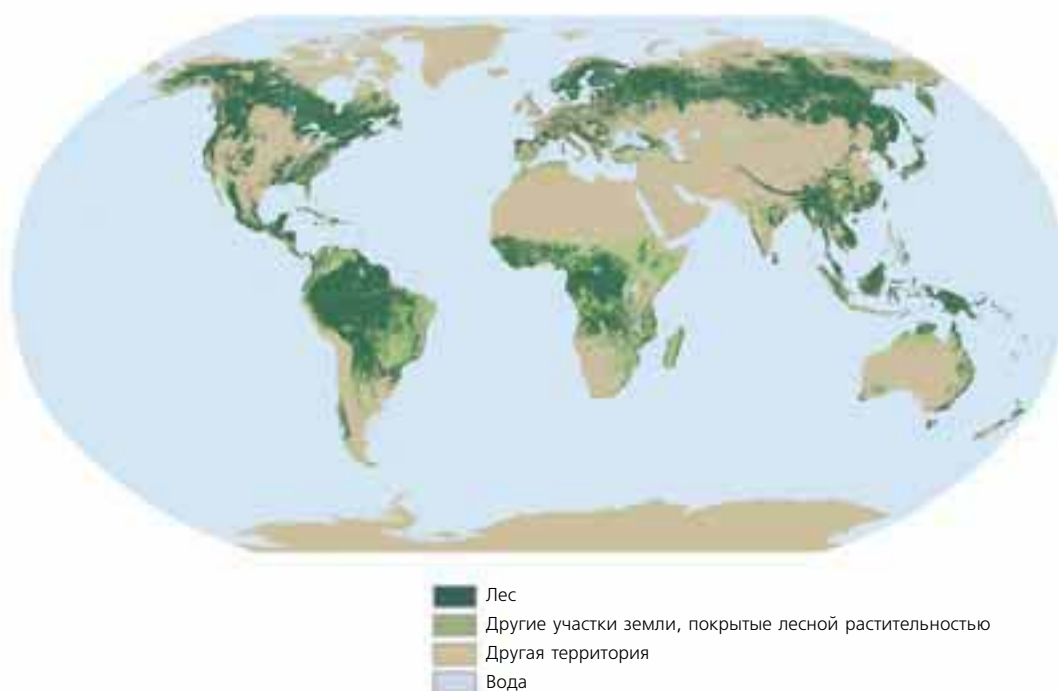 Лес
Другие участки земли, покрытые лесной растительностью
Другая территория
Вода